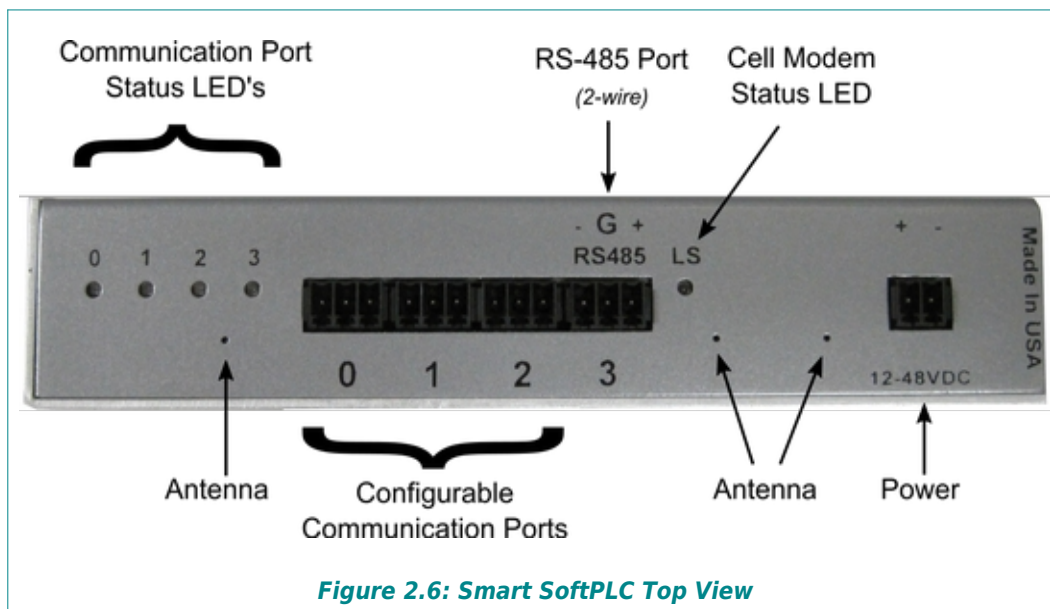 Communication Port
Status LED's
RS-485 Port
(2-wire)
Cell Modem
Status LED
- G +
RS485
LS
+ -
0 1 2 3
Made In USA
0 1 2 3
12-48VDC
Antenna
Configurable
Communication Ports
Antenna
Power
Figure 2.6: Smart SoftPLC Top View